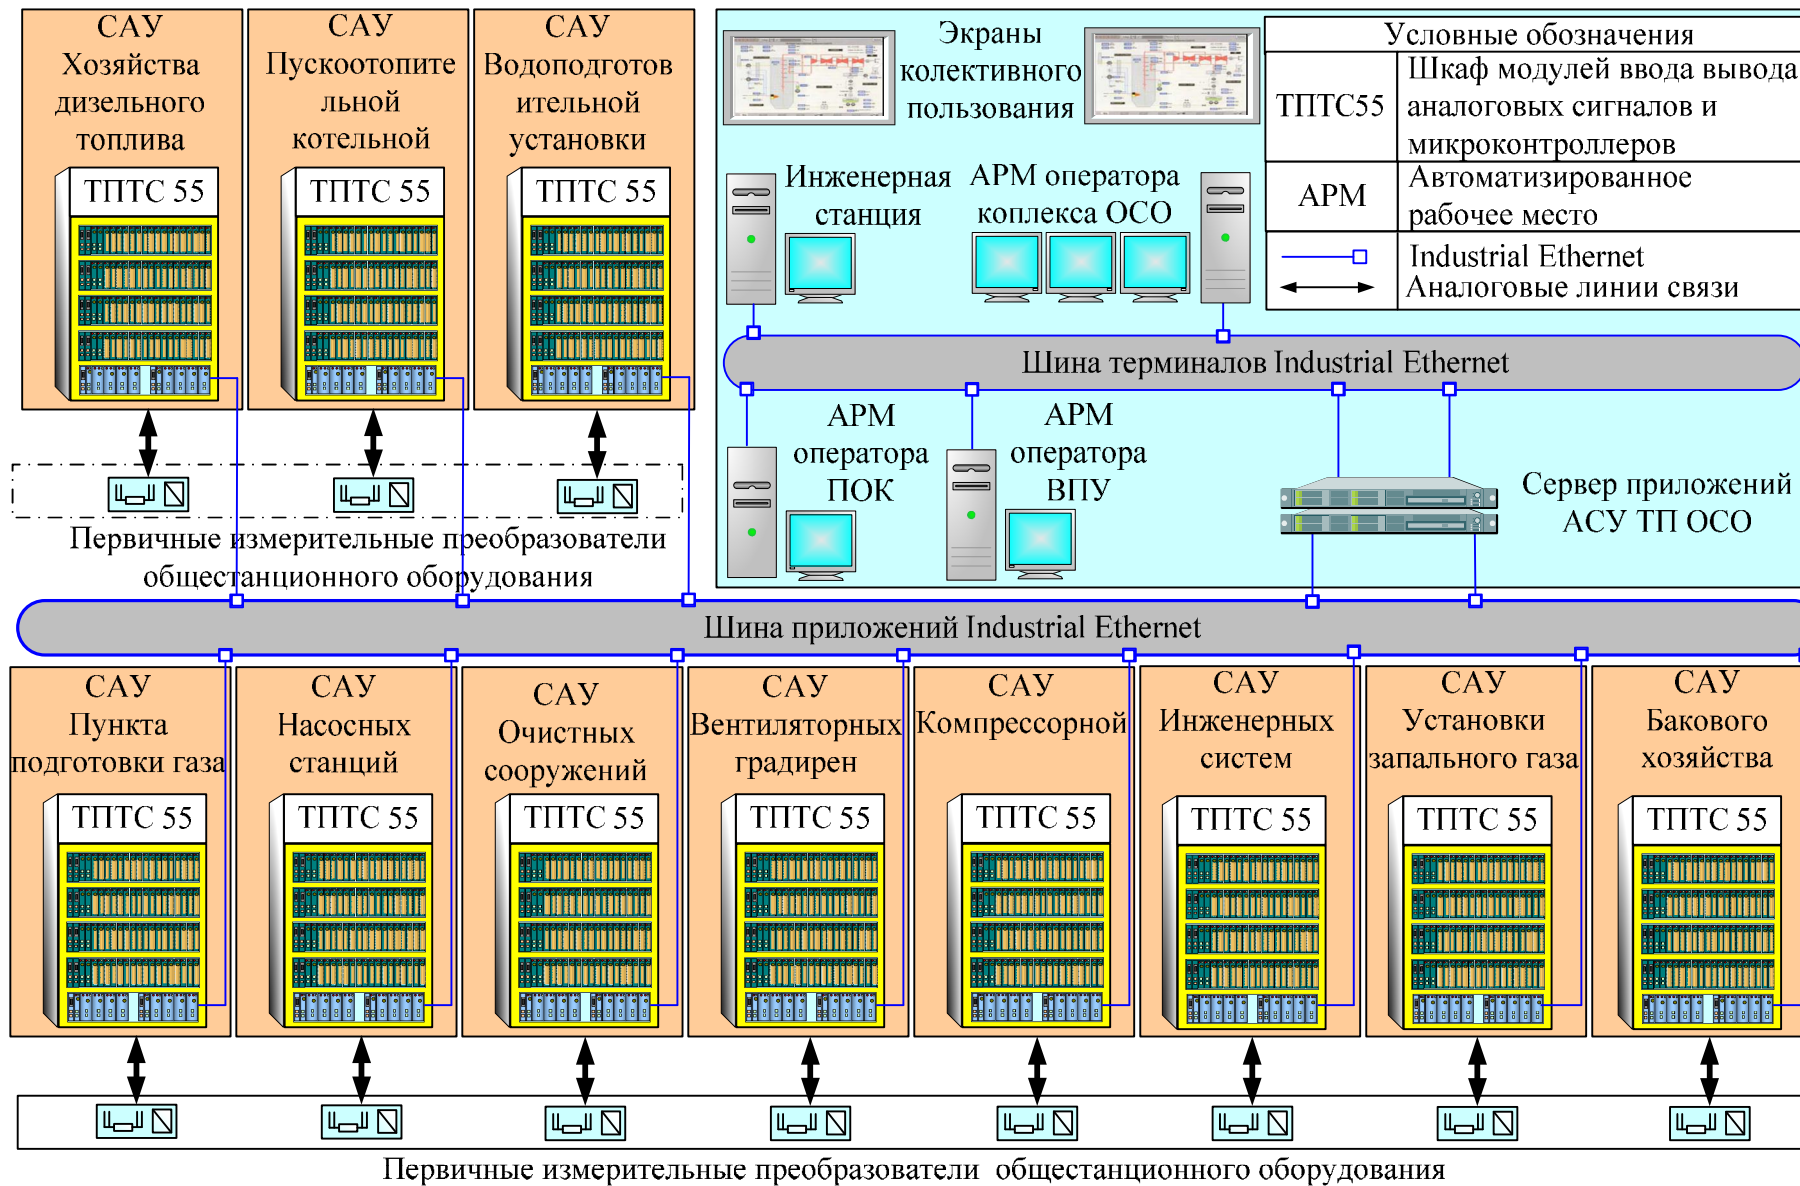 САУ
Хозяйства
дизельного
топлива
ТПТС 55
САУ
Пускоотопите
льной
котельной
ТПТС 55
САУ
Водоподготов
ительной
установки
ТПТС 55
Первичные измерительные преобразователи
общестанционного оборудования
Экраны
колективного
пользования
Инженерная
станция
АРМ оператора
коплекса ОСО
Условные обозначения
ТПТС55
Шкаф модулей ввода вывода
аналоговых сигналов и
микроконтроллеров
АРМ
Автоматизированное
рабочее место
Industrial Ethernet
Аналоговые линии связи
Шина терминалов Industrial Ethernet
АРМ
оператора
ПОК
АРМ
оператора
ВПУ
Сервер приложений
АСУ ТП ОСО
Шина приложений Industrial Ethernet
САУ
Пункта
подготовки газа
ТПТС 55
САУ
Насосных
станций
ТПТС 55
САУ
Очистных
сооружений
ТПТС 55
САУ
Вентиляторных
градирен
ТПТС 55
САУ
Компрессорной
ТПТС 55
САУ
Инженерных
систем
ТПТС 55
САУ
Установки
запального газа
ТПТС 55
САУ
Бакового
хозяйства
ТПТС 55
Первичные измерительные преобразователи общестанционного оборудования